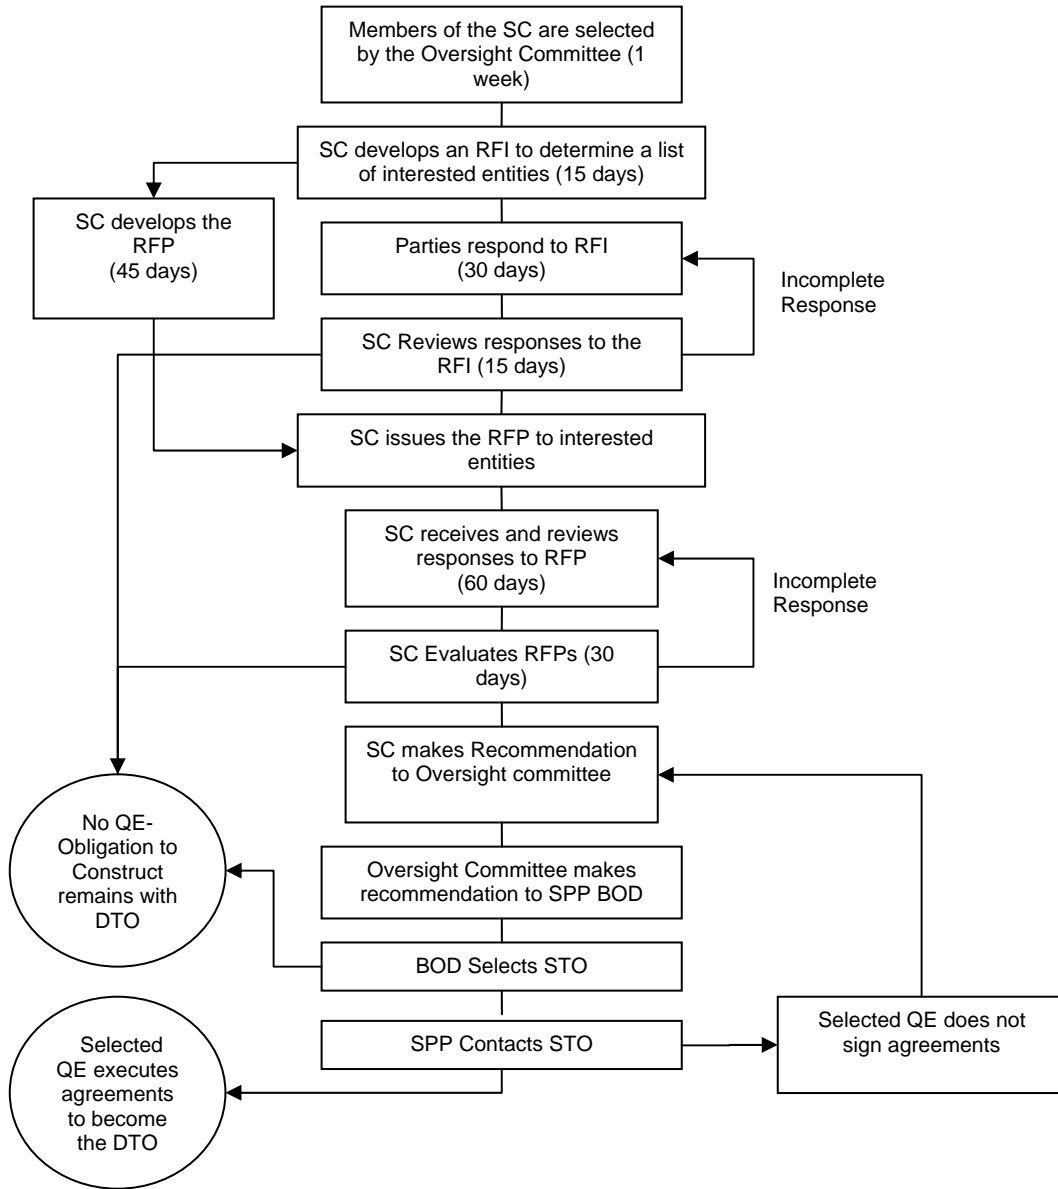 Members of the SC are selected
by the Oversight Committee (1
week)
SC develops an RFI to determine a list
of interested entities (15 days)
SC develops the
RFP
(45 days)
Parties respond to RFI
(30 days)
Incomplete
Response
SC Reviews responses to the
RFI (15 days)
SC issues the RFP to interested
entities
SC receives and reviews
responses to RFP
(60 days)
Incomplete
Response
SC Evaluates RFPs (30
days)
SC makes Recommendation
to Oversight committee
No QE-
Obligation to
Construct
remains with
DTO
Oversight Committee makes
recommendation to SPP BOD
BOD Selects STO
SPP Contacts STO
Selected QE does not
sign agreements
Selected
QE executes
agreements
to become
the DTO